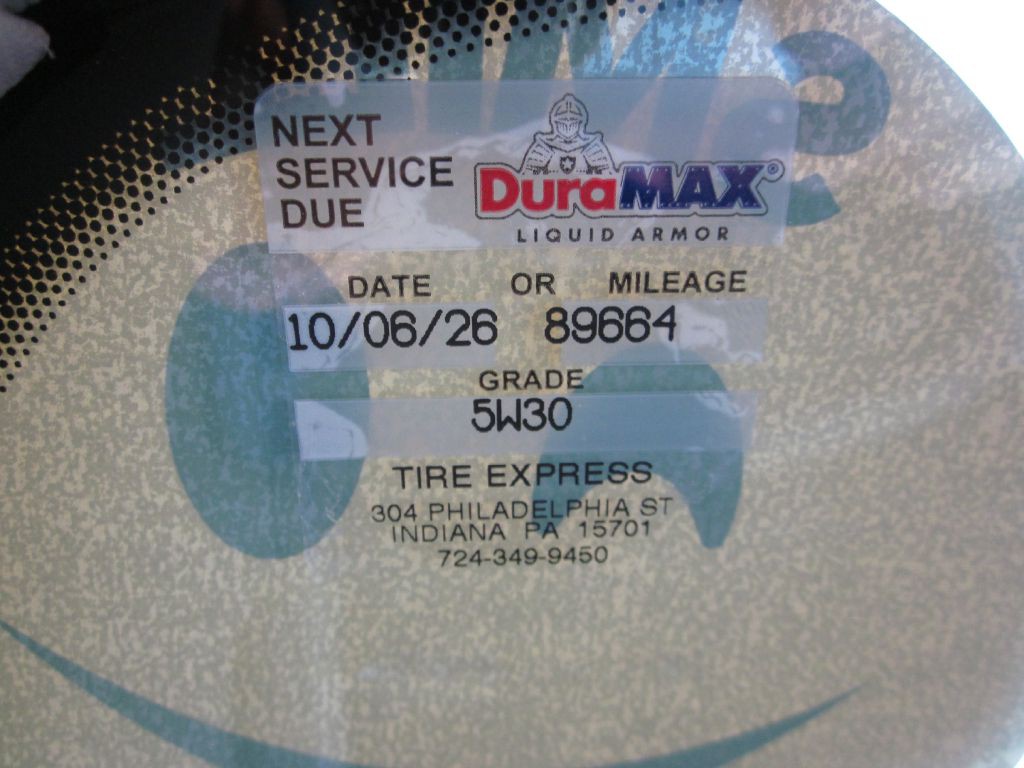 NEXT
SERVICE
DUE
DuraMAX®
LIQUID ARMOR
DATE OR MILEAGE
10/06/26 89664
GRADE
5W30
TIRE EXPRESS
304 PHILADELPHIA ST
INDIANA PA 15701
724-349-9450